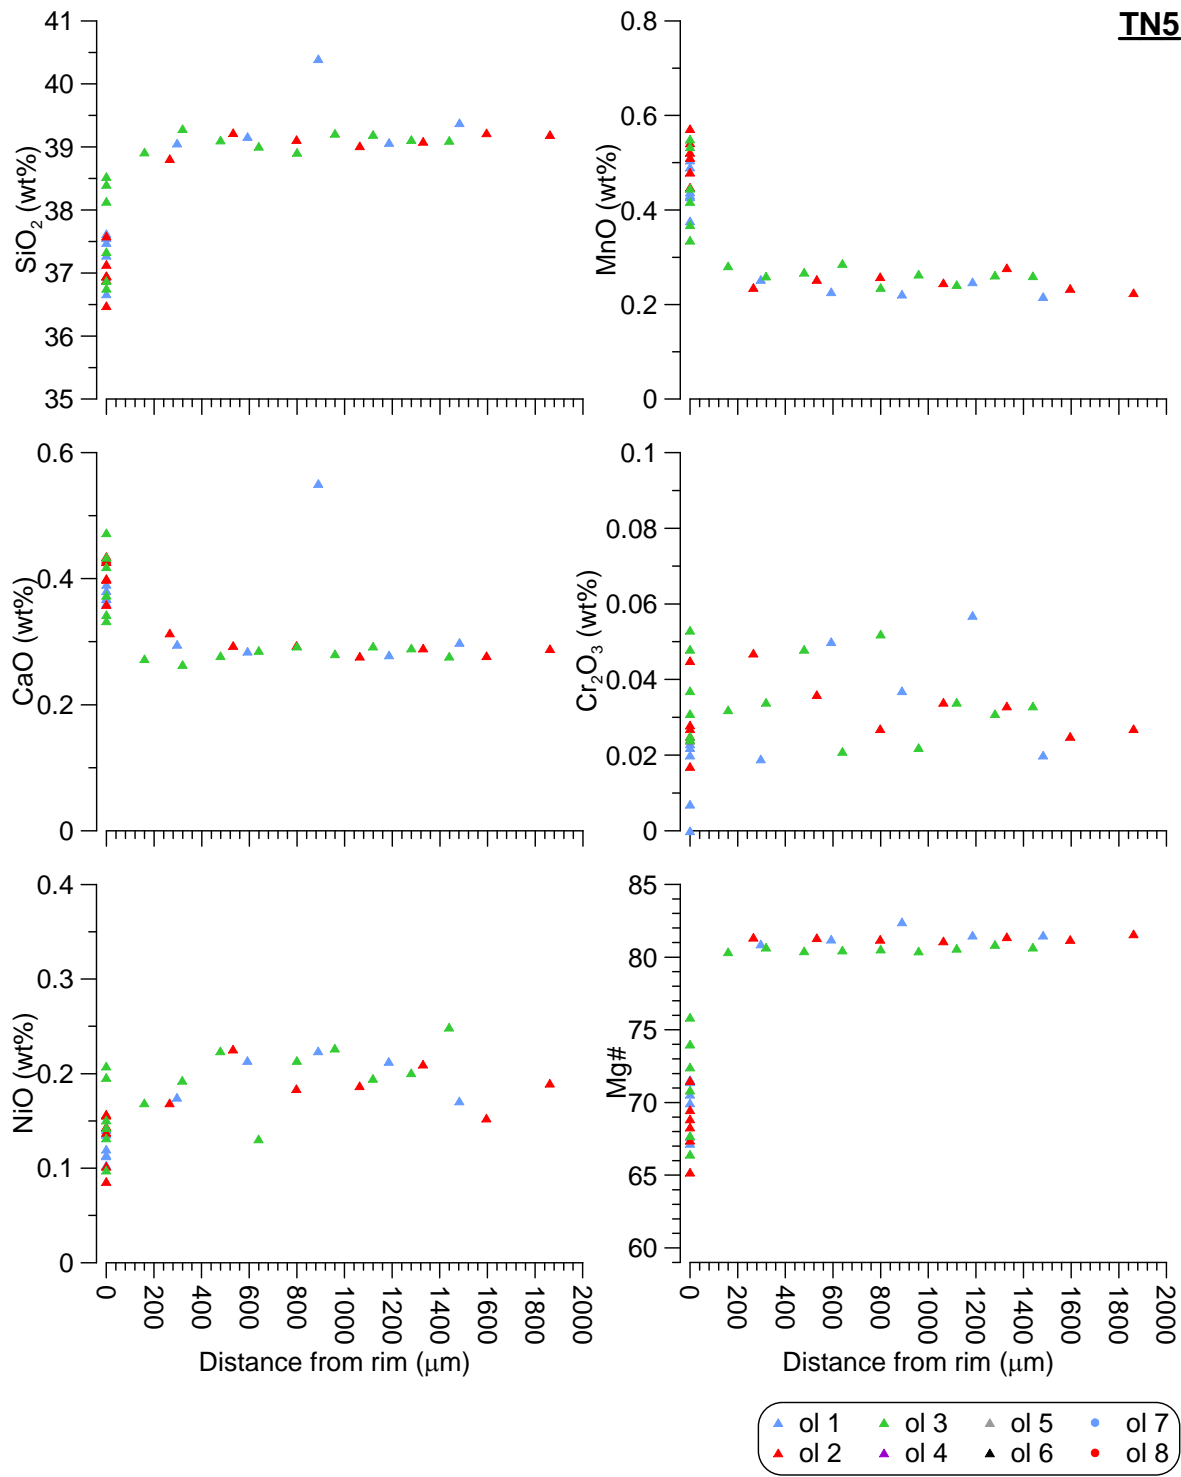 TN5
41
40
39
38
37
36
35
SiO2 (wt%)
0.8
0.6
0.4
0.2
0
MnO (wt%)
0.6
0.4
0.2
0
CaO (wt%)
0.1
0.08
0.06
0.04
0.02
0
Cr2O3 (wt%)
0.4
0.3
0.2
0.1
0
NiO (wt%)
0 200 400 600 800 1000 1200 1400 1600 1800 2000
Distance from rim (μm)
85
80
75
70
65
60
Mg#
0 200 400 600 800 1000 1200 1400 1600 1800 2000
Distance from rim (μm)
ol 1 ol 3 ol 5 ol 7
ol 2 ol 4 ol 6 ol 8